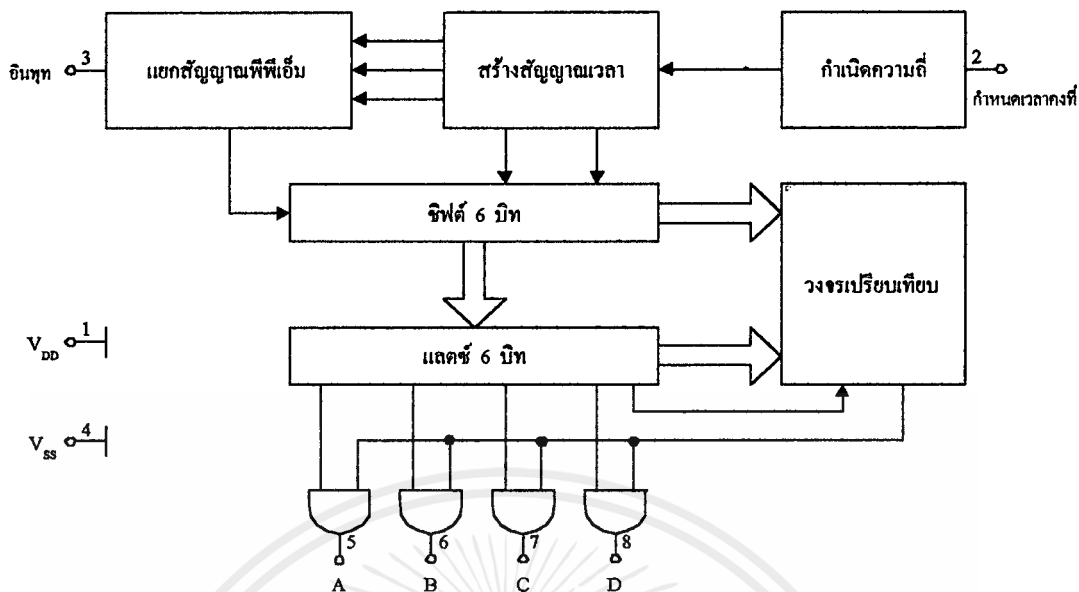 อินพุท
3
แยกสัญญาณพีพีเอ็ม
สร้างสัญญาณเวลา
กำเนิดความถี่
2
กำหนดเวลาคงที่
ชิฟต์ 6 บิท
วงจรเปรียบเทียบ
V_DD
1
แลตช์ 6 บิท
V_SS
4
5
6
7
8
A
B
C
D